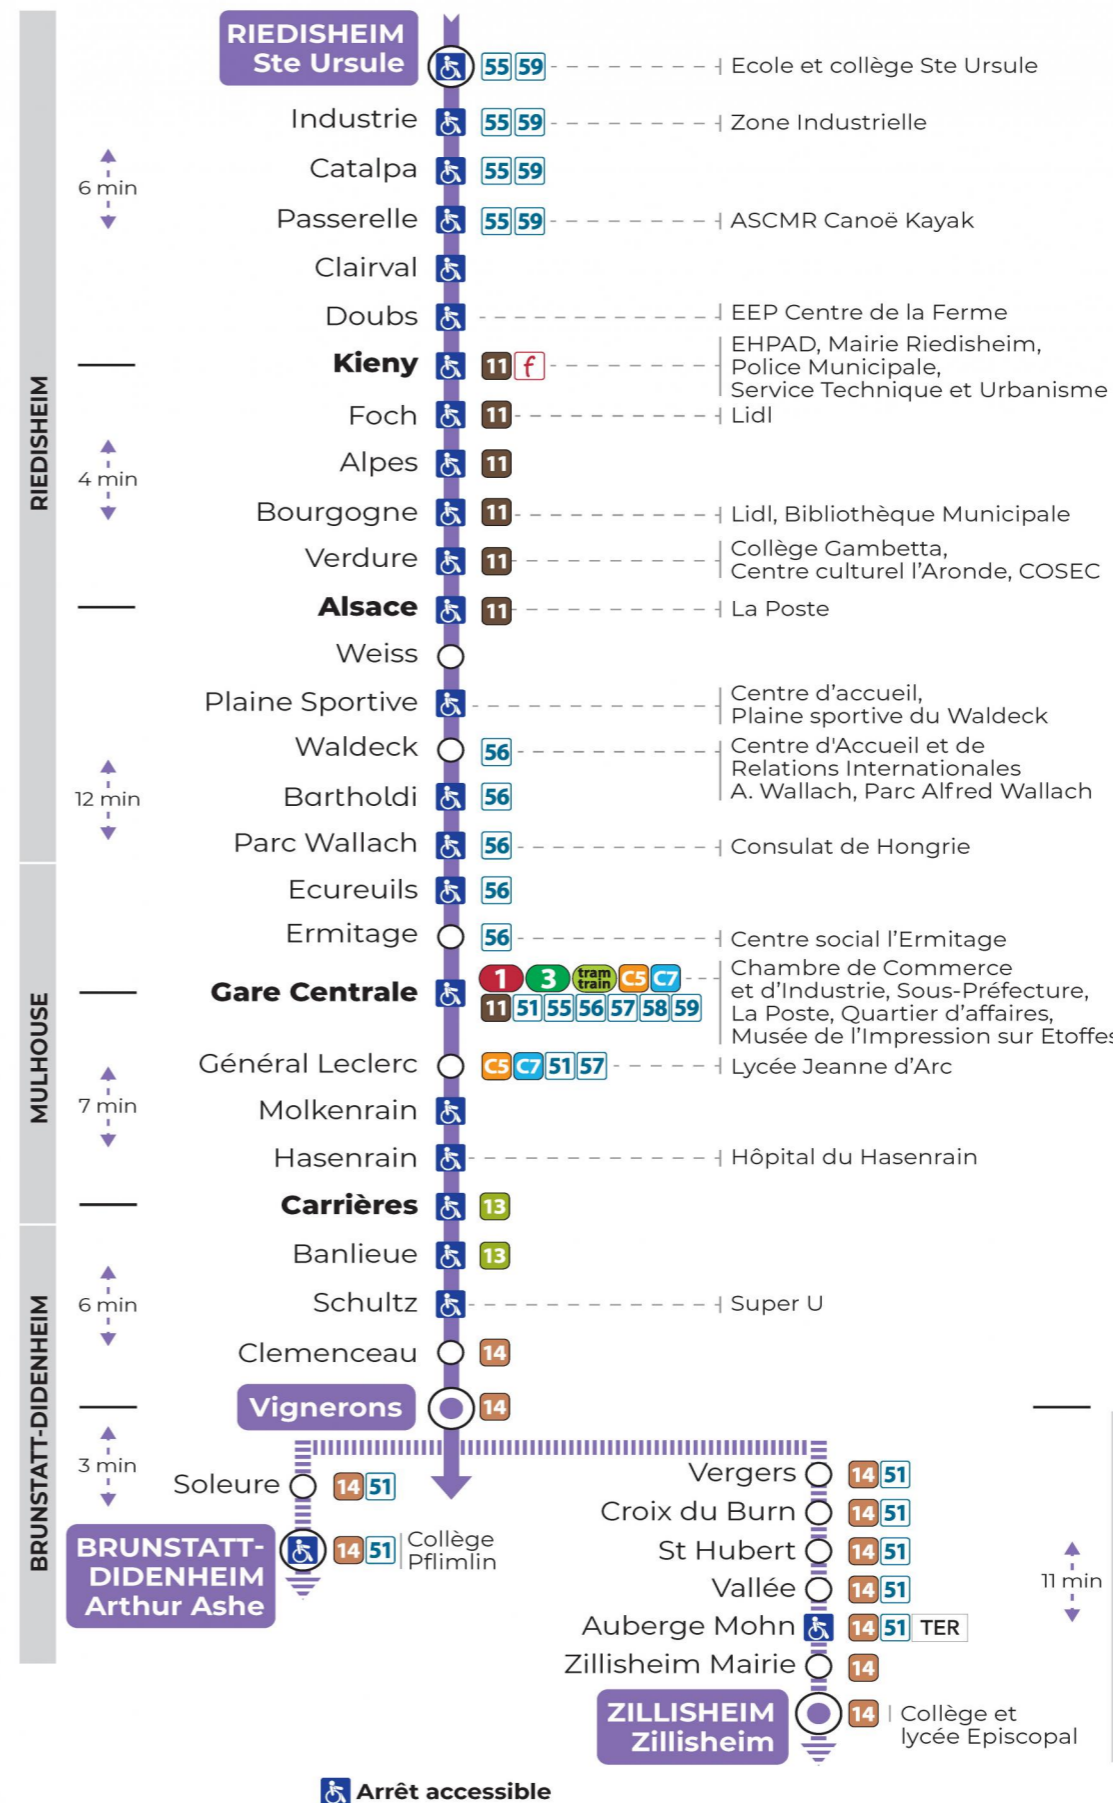 RIEDISHEIM
Ste Ursule
55 59
Ecole et collège Ste Ursule
Industrie
55 59
Zone Industrielle
Catalpa
55 59
6 min
Passerelle
55 59
ASCMR Canoë Kayak
Clairval
Doubs
EEP Centre de la Ferme
Kieny
11 f
EHPAD, Mairie Riedisheim,
Police Municipale,
Service Technique et Urbanisme
Foch
11
Lidl
RIEDISHEIM
Alpes
11
4 min
Bourgogne
11
Lidl, Bibliothèque Municipale
Verdure
11
Collège Gambetta,
Centre culturel l’Aronde, COSEC
Alsace
11
La Poste
Weiss
Plaine Sportive
Centre d’accueil,
Plaine sportive du Waldeck
Waldeck
56
Centre d'Accueil et de
Relations Internationales
A. Wallach, Parc Alfred Wallach
12 min
Bartholdi
56
Parc Wallach
56
Consulat de Hongrie
Ecureuils
56
Ermitage
56
Centre social l’Ermitage
Gare Centrale
1 3 tram train C5 C7
11 51 55 56 57 58 59
Chambre de Commerce
et d’Industrie, Sous-Préfecture,
La Poste, Quartier d’affaires,
Musée de l’Impression sur Etoffes
MULHOUSE
Général Leclerc
C5 C7 51 57
Lycée Jeanne d’Arc
7 min
Molkenrain
Hasenrain
Hôpital du Hasenrain
Carrières
13
Banlieue
13
6 min
Schultz
Super U
Clemenceau
14
Vignerons
14
BRUNSTATT-DIDENHEIM
3 min
Soleure
14 51
BRUNSTATT-
DIDENHEIM
Arthur Ashe
14 51
Collège
Pflimlin
Vergers
14 51
Croix du Burn
14 51
St Hubert
14 51
Vallée
14 51
11 min
Auberge Mohn
14 51 TER
Zillisheim Mairie
14
ZILLISHEIM
Zillisheim
14
Collège et
lycée Episcopal
Arrêt accessible